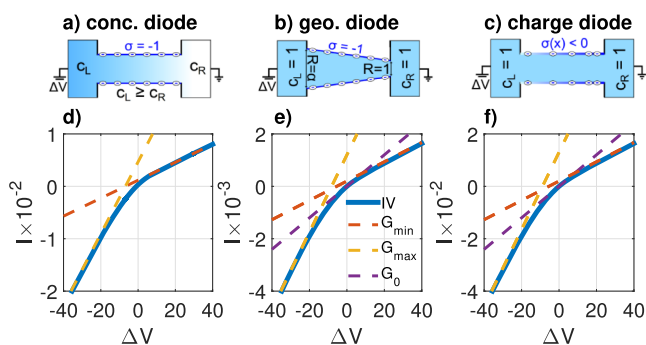 a) conc. diode
b) geo. diode
c) charge diode
σ = -1
c_L
c_R
ΔV
c_L ≥ c_R
σ = -1
c_L = 1
R=α
R=1
c_R = 1
ΔV
σ(x) < 0
c_L = 1
c_R = 1
ΔV
d)
e)
f)
1
0
-1
-2
I×10⁻²
-40 -20 0 20 40
ΔV
2
0
-2
-4
I×10⁻³
-40 -20 0 20 40
ΔV
IV
G_min
G_max
G_0
2
0
-2
-4
I×10⁻²
-40 -20 0 20 40
ΔV